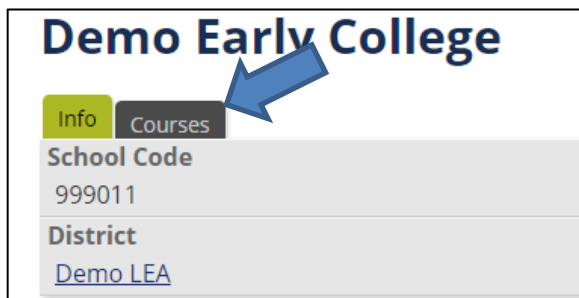 Demo Early College
Info Courses
School Code
999011
District
Demo LEA